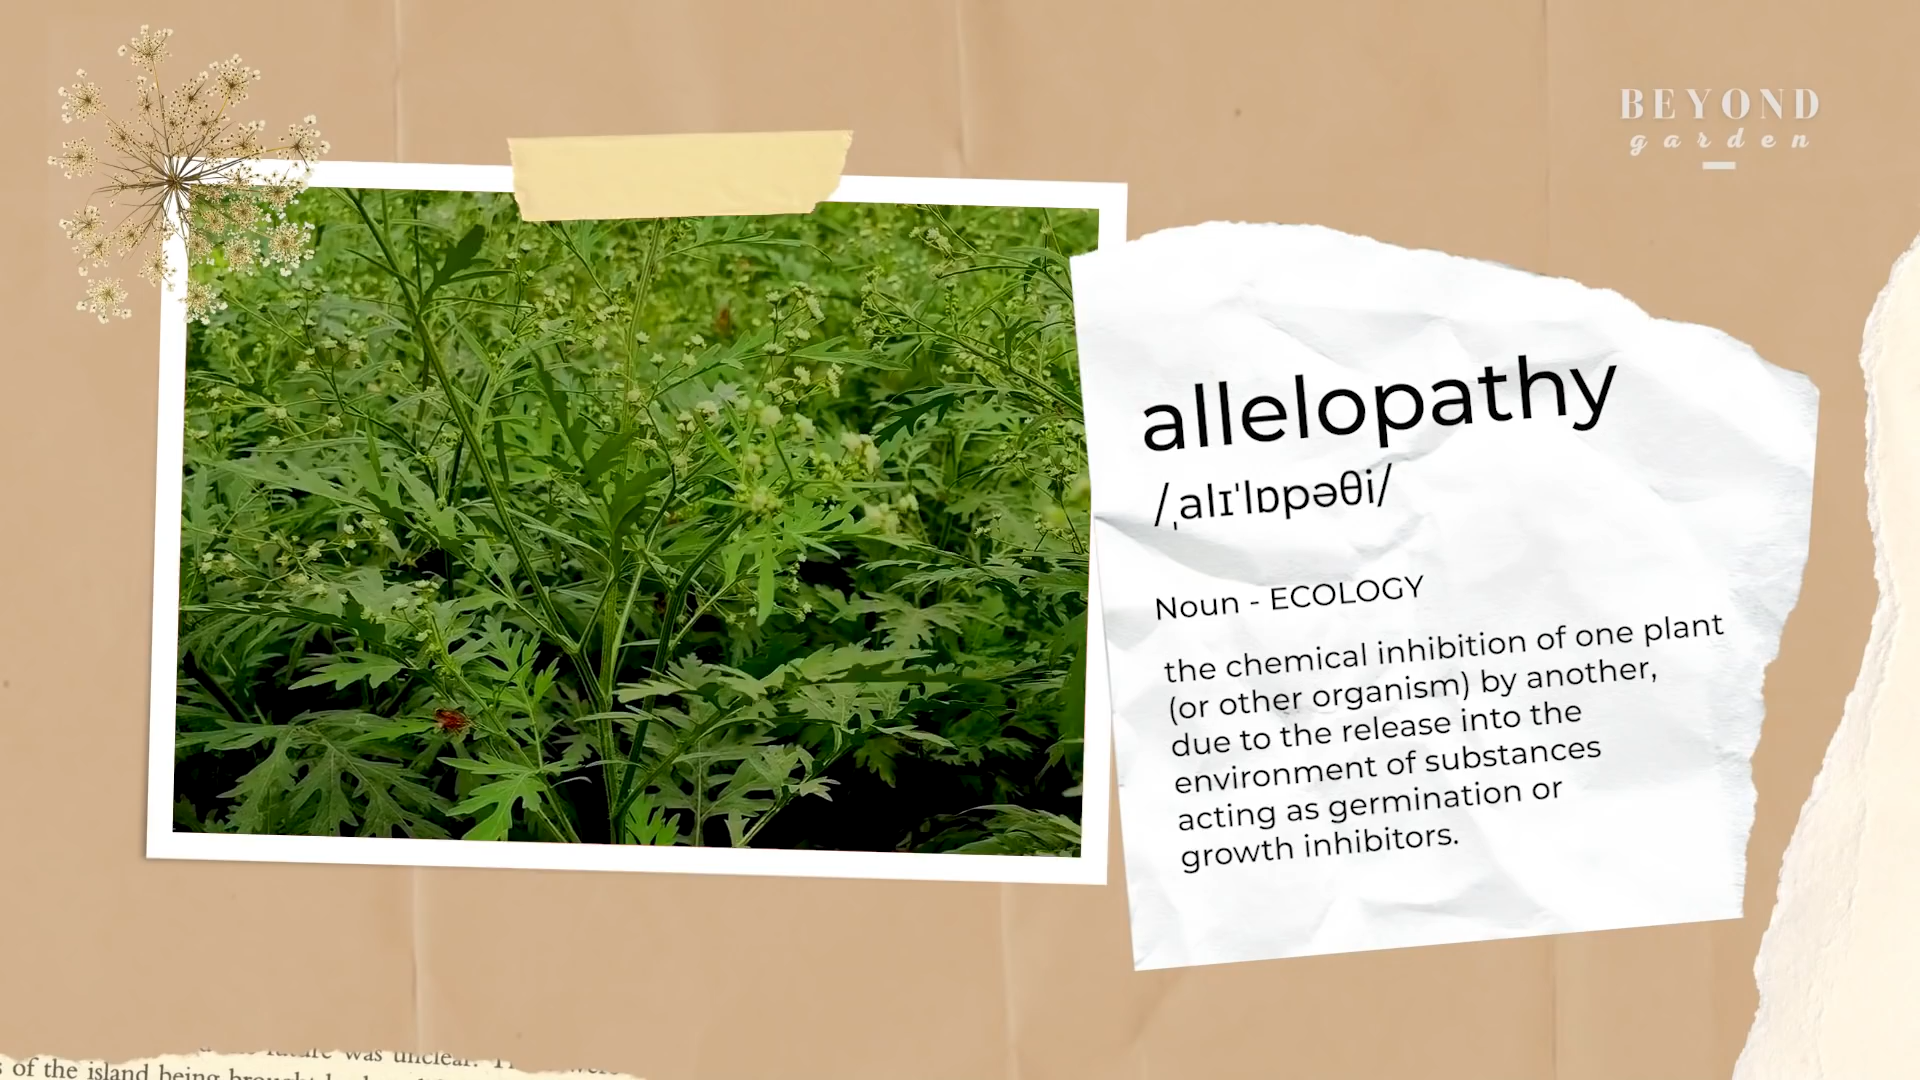 BEYOND
garden
allelopathy
/ˌalɪˈlɒpəθi/
Noun - ECOLOGY
the chemical inhibition of one plant
(or other organism) by another,
due to the release into the
environment of substances
acting as germination or
growth inhibitors.
was unclear.
of the island being